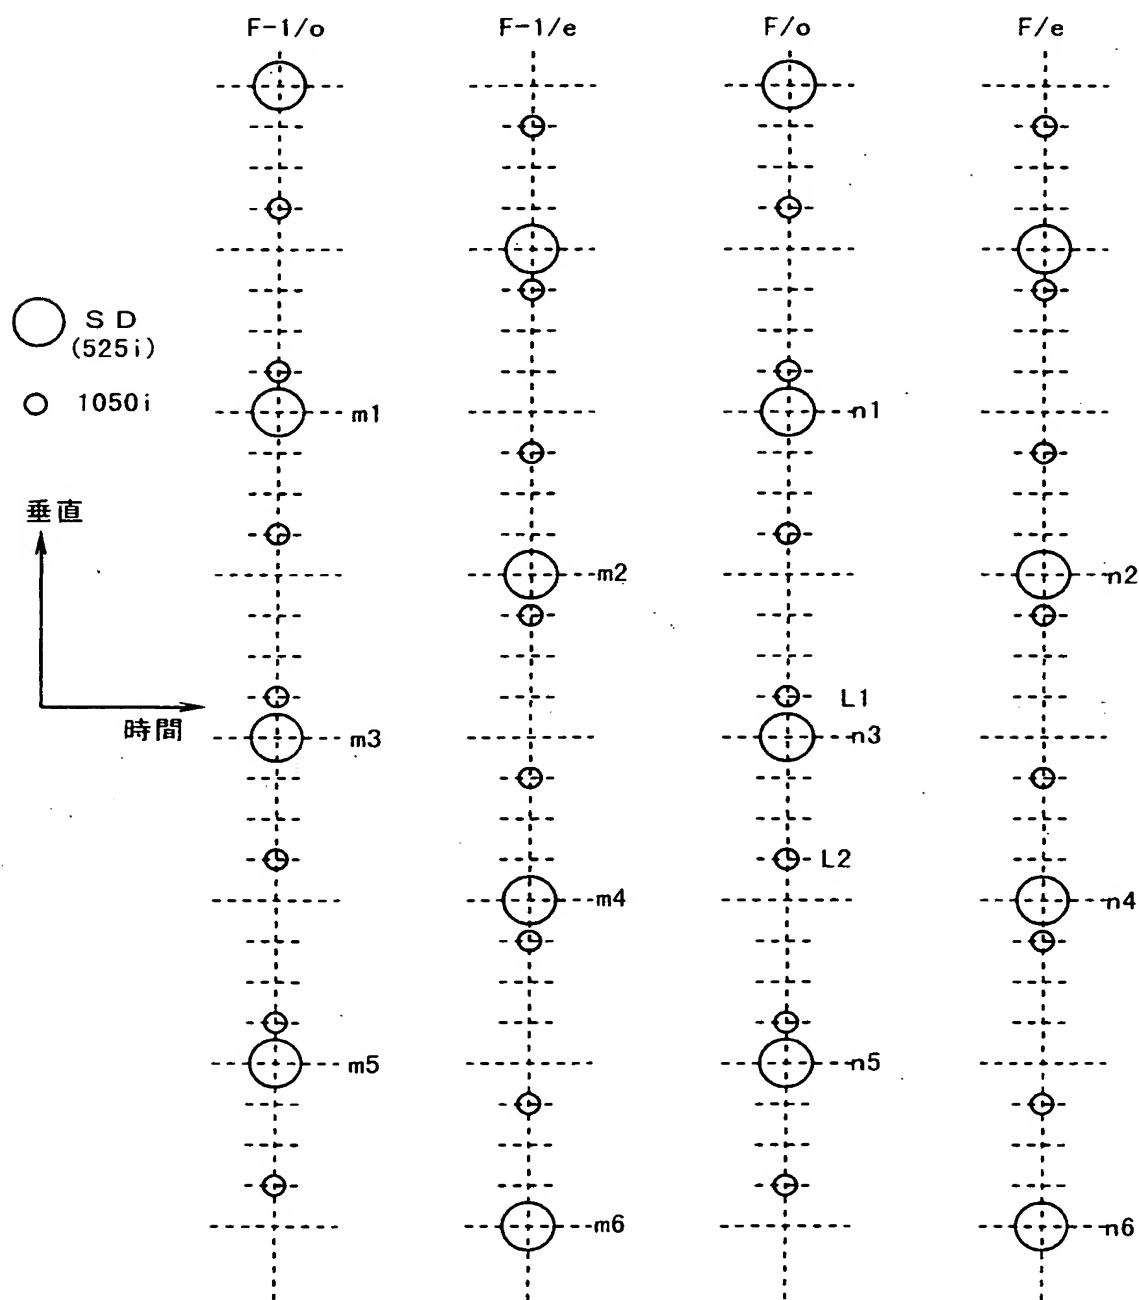 F-1/o F-1/e F/o F/e
SD
(525i)
1050i
m1 n1
垂直
m2 n2
L1
時間
m3 n3
L2
m4 n4
m5 n5
m6 n6